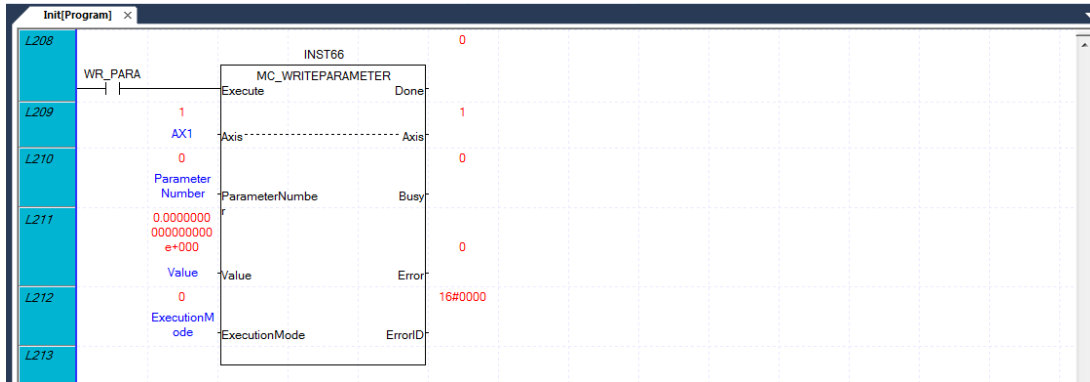 Init[Program] ×
L208
0
INST66
WR_PARA
MC_WRITEPARAMETER
Execute Done
L209
1 1
AX1 Axis Axis
L210
0 0
Parameter
Number ParameterNumbe Busy
r
L211
0.0000000
000000000
e+000 0
Value Value Error
L212
0 16#0000
ExecutionM
ode ExecutionMode ErrorID
L213